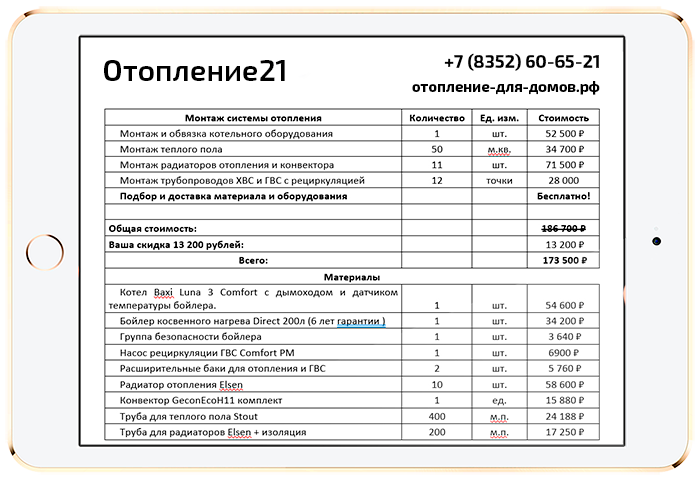 Отопление21
+7 (8352) 60-65-21
отопление-для-домов.рф
Монтаж системы отопления Количество Ед. изм. Стоимость
Монтаж и обвязка котельного оборудования 1 шт. 52 500 ₽
Монтаж теплого пола 50 м.кв. 34 700 ₽
Монтаж радиаторов отопления и конвектора 11 шт. 71 500 ₽
Монтаж трубопроводов ХВС и ГВС с рециркуляцией 12 точки 28 000
Подбор и доставка материала и оборудования Бесплатно!
Общая стоимость: 186 700 ₽
Ваша скидка 13 200 рублей: 13 200 ₽
Всего: 173 500 ₽
Материалы
Котел Baxi Luna 3 Comfort с дымоходом и датчиком
температуры бойлера. 1 шт. 54 600 ₽
Бойлер косвенного нагрева Direct 200л (6 лет гарантии ) 1 шт. 34 200 ₽
Группа безопасности бойлера 1 шт. 3 640 ₽
Насос рециркуляции ГВС Comfort PM 1 шт. 6900 ₽
Расширительные баки для отопления и ГВС 2 шт. 5 760 ₽
Радиатор отопления Elsen 10 шт. 58 600 ₽
Конвектор GeconEcoH11 комплект 1 ед. 15 880 ₽
Труба для теплого пола Stout 400 м.п. 24 188 ₽
Труба для радиаторов Elsen + изоляция 200 м.п. 17 250 ₽